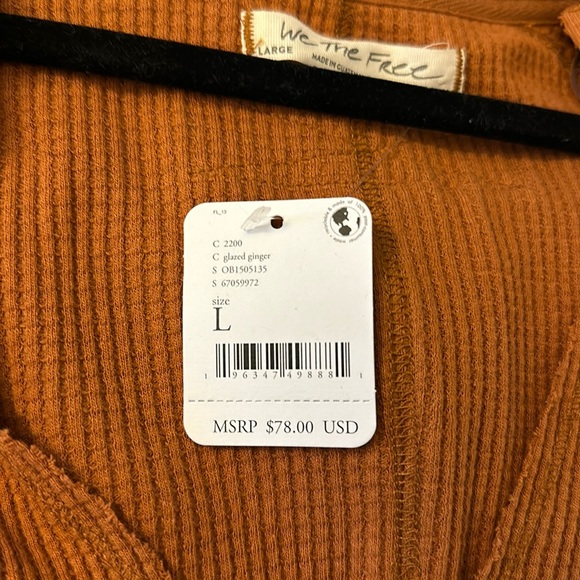 We The Free
LARGE
MADE IN
FL_13
C 2200
C glazed ginger
S OB1505135
S 67059972
size
L
1 96347 49888 1
MSRP $78.00 USD